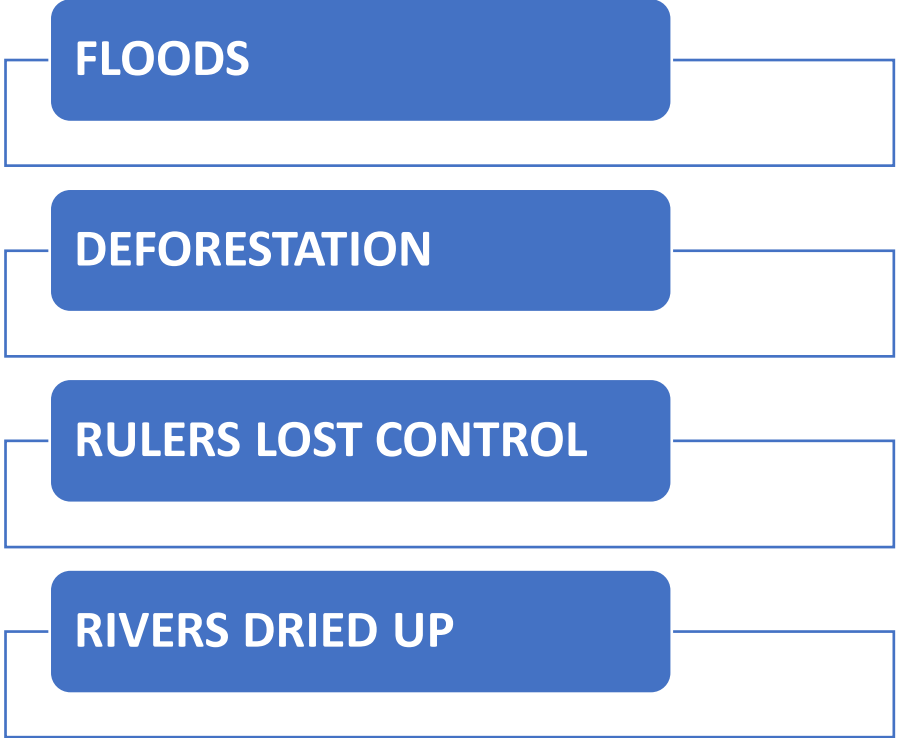 FLOODS
DEFORESTATION
RULERS LOST CONTROL
RIVERS DRIED UP